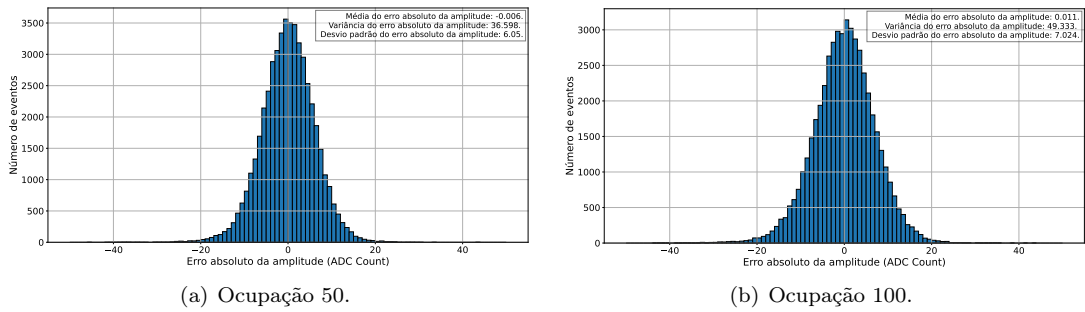 Média do erro absoluto da amplitude: -0.006.
Variância do erro absoluto da amplitude: 36.598.
Desvio padrão do erro absoluto da amplitude: 6.05.
3500
3000
2500
2000
1500
1000
500
0
Número de eventos
−40 −20 0 20 40
Erro absoluto da amplitude (ADC Count)
(a) Ocupação 50.
Média do erro absoluto da amplitude: 0.011.
Variância do erro absoluto da amplitude: 49.333.
Desvio padrão do erro absoluto da amplitude: 7.024.
3000
2500
2000
1500
1000
500
0
Número de eventos
−40 −20 0 20 40
Erro absoluto da amplitude (ADC Count)
(b) Ocupação 100.